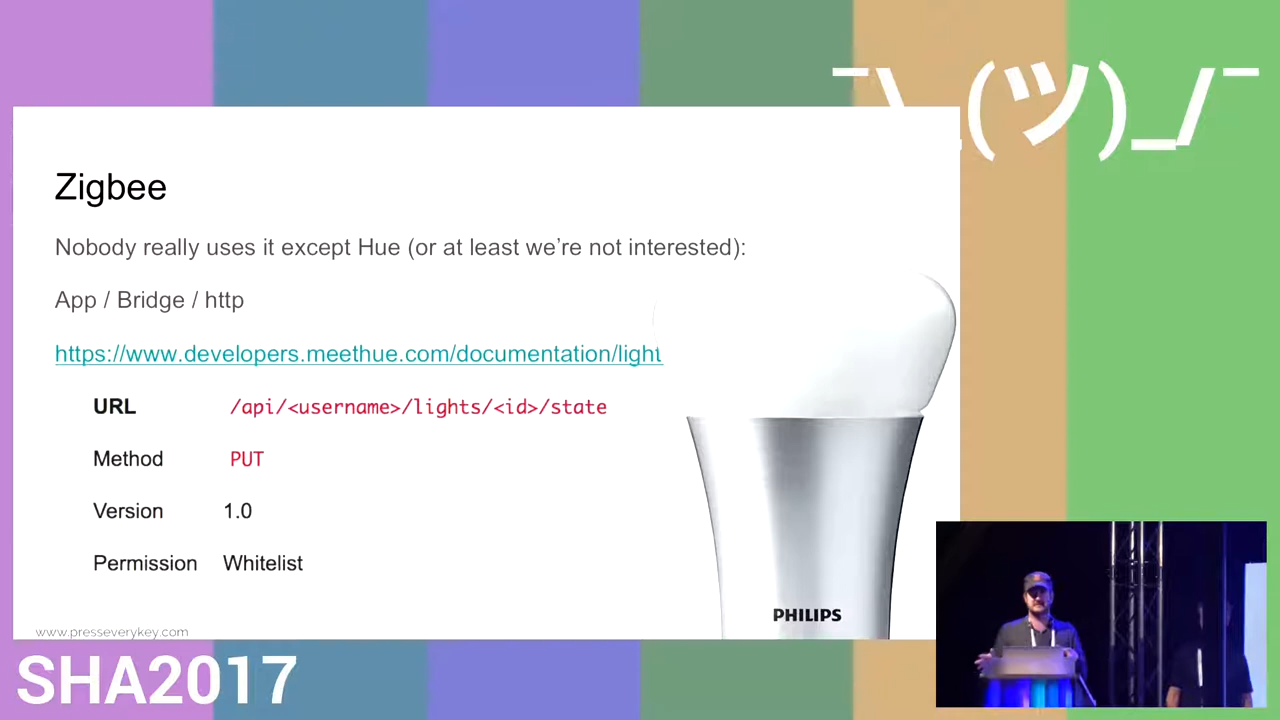 ¯\_(ツ)_/¯
Zigbee
Nobody really uses it except Hue (or at least we’re not interested):
App / Bridge / http
https://www.developers.meethue.com/documentation/light
URL /api/<username>/lights/<id>/state
Method PUT
Version 1.0
Permission Whitelist
PHILIPS
www.presseverykey.com
SHA2017